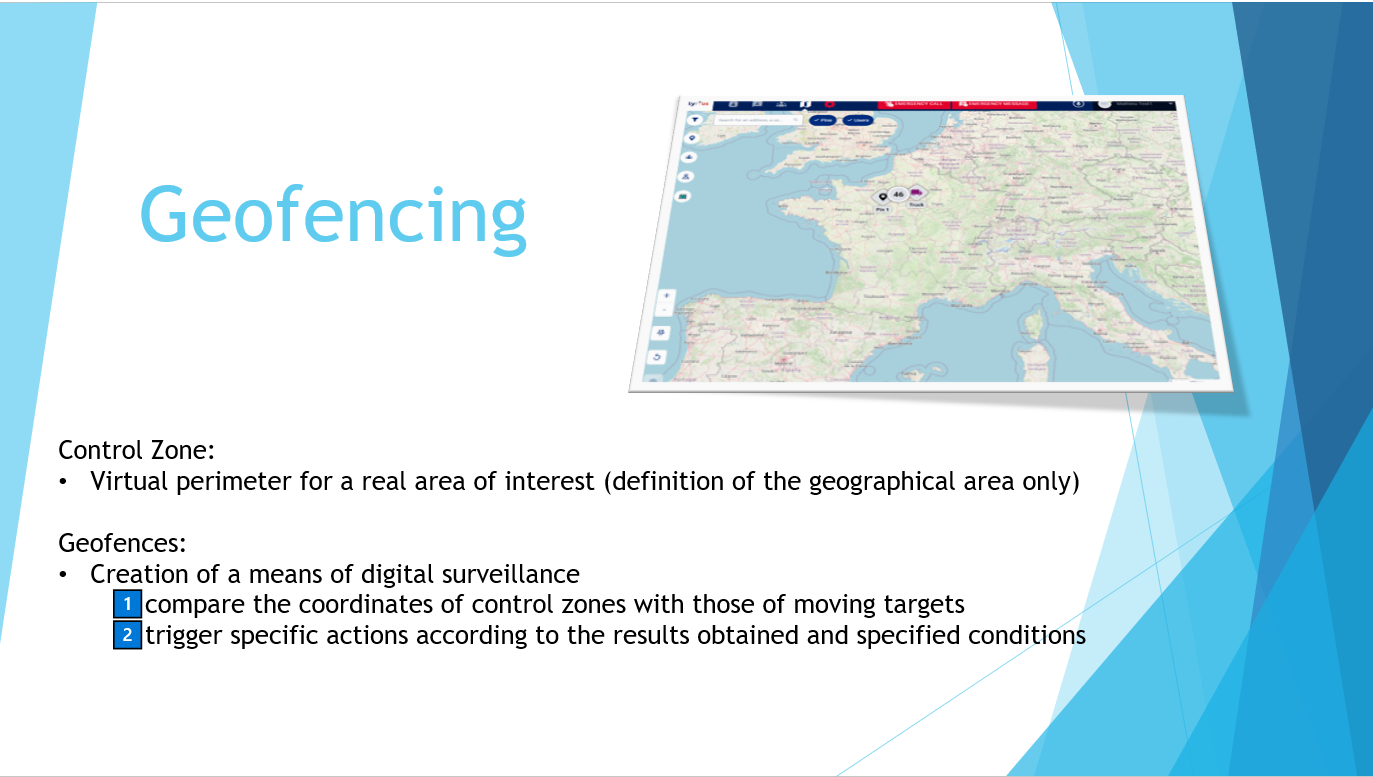 Geofencing
EMERGENCY CALL
EMERGENCY MESSAGE
Pins
Users
46
Pin 1
Truck
Control Zone:
• Virtual perimeter for a real area of interest (definition of the geographical area only)
Geofences:
• Creation of a means of digital surveillance
1 compare the coordinates of control zones with those of moving targets
2 trigger specific actions according to the results obtained and specified conditions